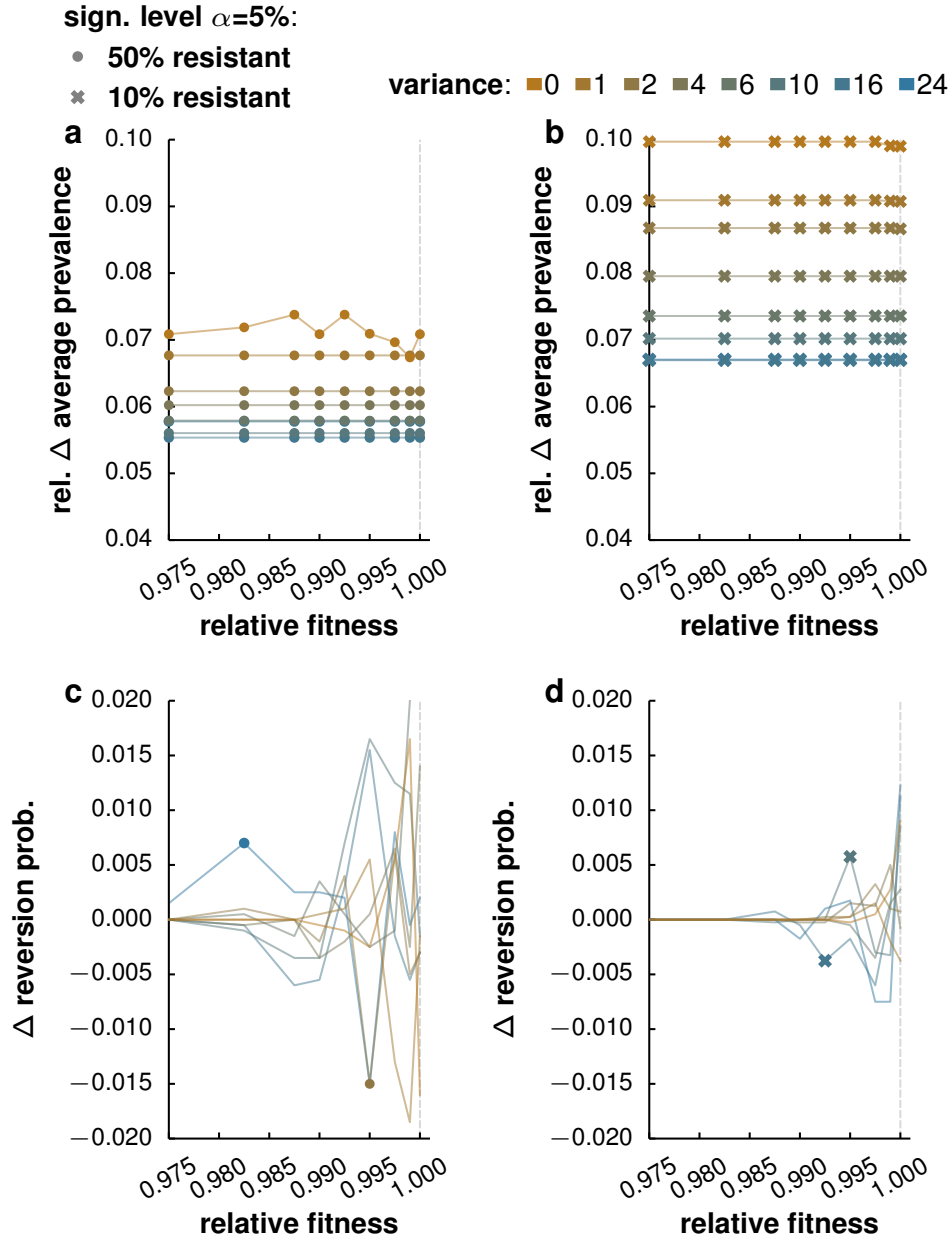 sign. level α=5%:
50% resistant
10% resistant
variance: 0 1 2 4 6 10 16 24
a
0.10
0.09
0.08
0.07
0.06
0.05
0.04
rel. Δ average prevalence
0.975 0.980 0.985 0.990 0.995 1.000
relative fitness
b
0.10
0.09
0.08
0.07
0.06
0.05
0.04
rel. Δ average prevalence
0.975 0.980 0.985 0.990 0.995 1.000
relative fitness
c
0.020
0.015
0.010
0.005
0.000
−0.005
−0.010
−0.015
−0.020
Δ reversion prob.
0.975 0.980 0.985 0.990 0.995 1.000
relative fitness
d
0.020
0.015
0.010
0.005
0.000
−0.005
−0.010
−0.015
−0.020
Δ reversion prob.
0.975 0.980 0.985 0.990 0.995 1.000
relative fitness